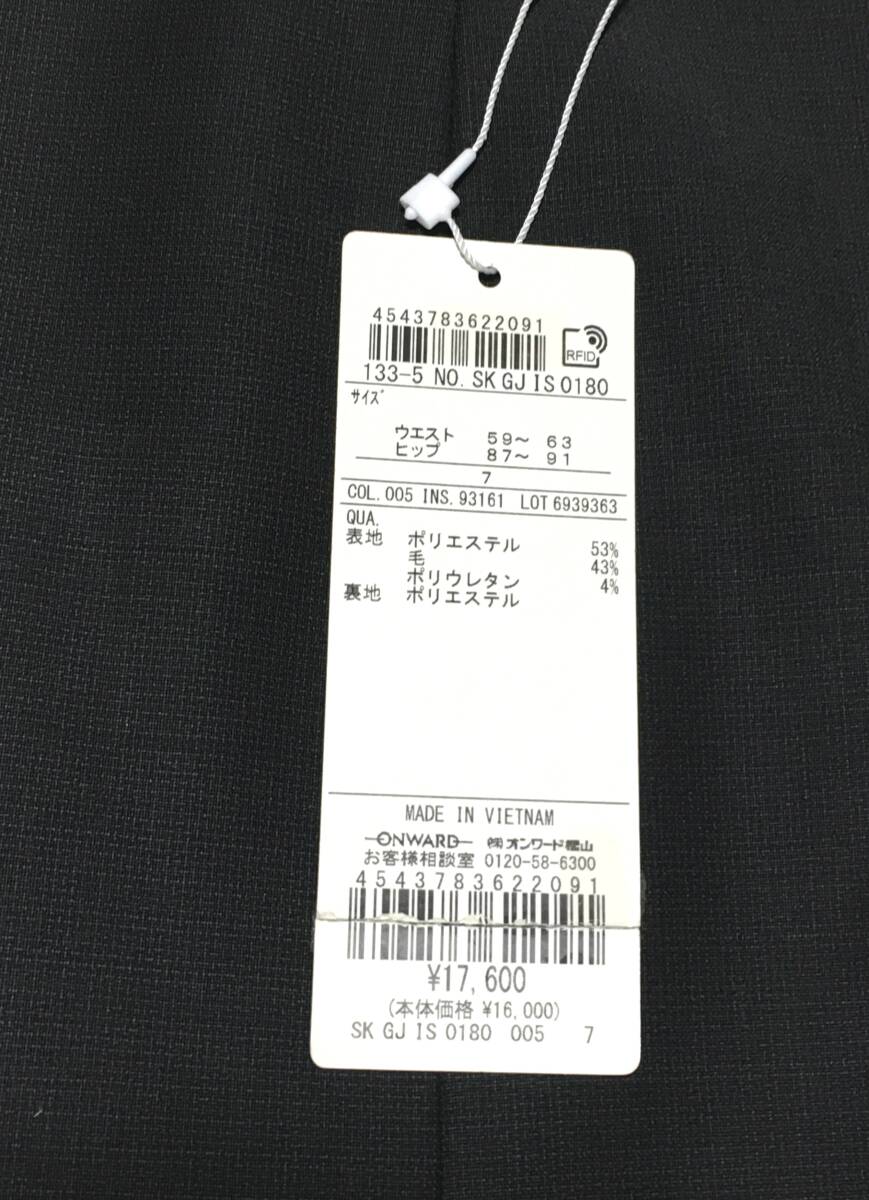 4543783622091
RFID
133-5 NO. SK GJ IS 0180
ｻｲｽﾞ
ウエスト 59～ 63
ヒップ 87～ 91
7
COL. 005 INS. 93161 LOT 6939363
QUA.
表地 ポリエステル 53%
毛 43%
ポリウレタン 4%
裏地 ポリエステル
MADE IN VIETNAM
ONWARD ㈱オンワード樫山
お客様相談室 0120-58-6300
4543783622091
¥17,600
(本体価格 ¥16,000)
SK GJ IS 0180 005 7